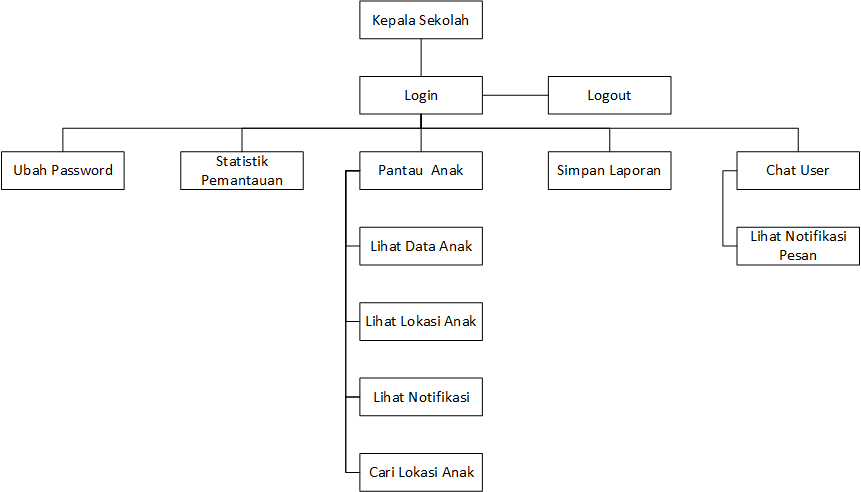 Kepala Sekolah
Login
Logout
Ubah Password
Statistik
Pemantauan
Pantau Anak
Simpan Laporan
Chat User
Lihat Data Anak
Lihat Notifikasi
Pesan
Lihat Lokasi Anak
Lihat Notifikasi
Cari Lokasi Anak